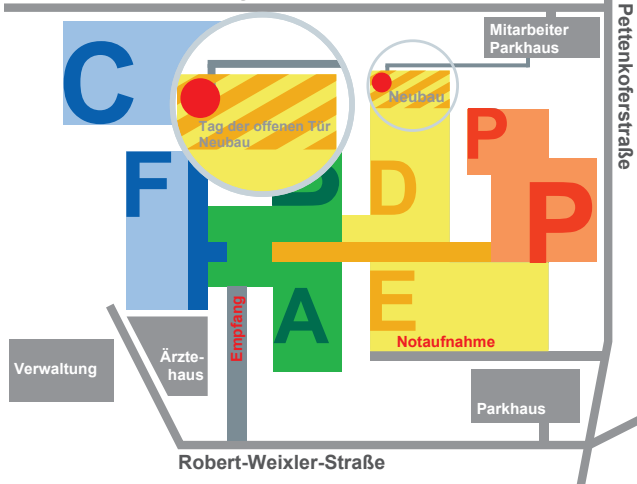 Mitarbeiter
Parkhaus
Pettenkoferstraße
C
Neubau
Tag der offenen Tür
Neubau
P
F
B
D
P
A
E
Empfang
Notaufnahme
Ärzte-
haus
Verwaltung
Parkhaus
Robert-Weixler-Straße